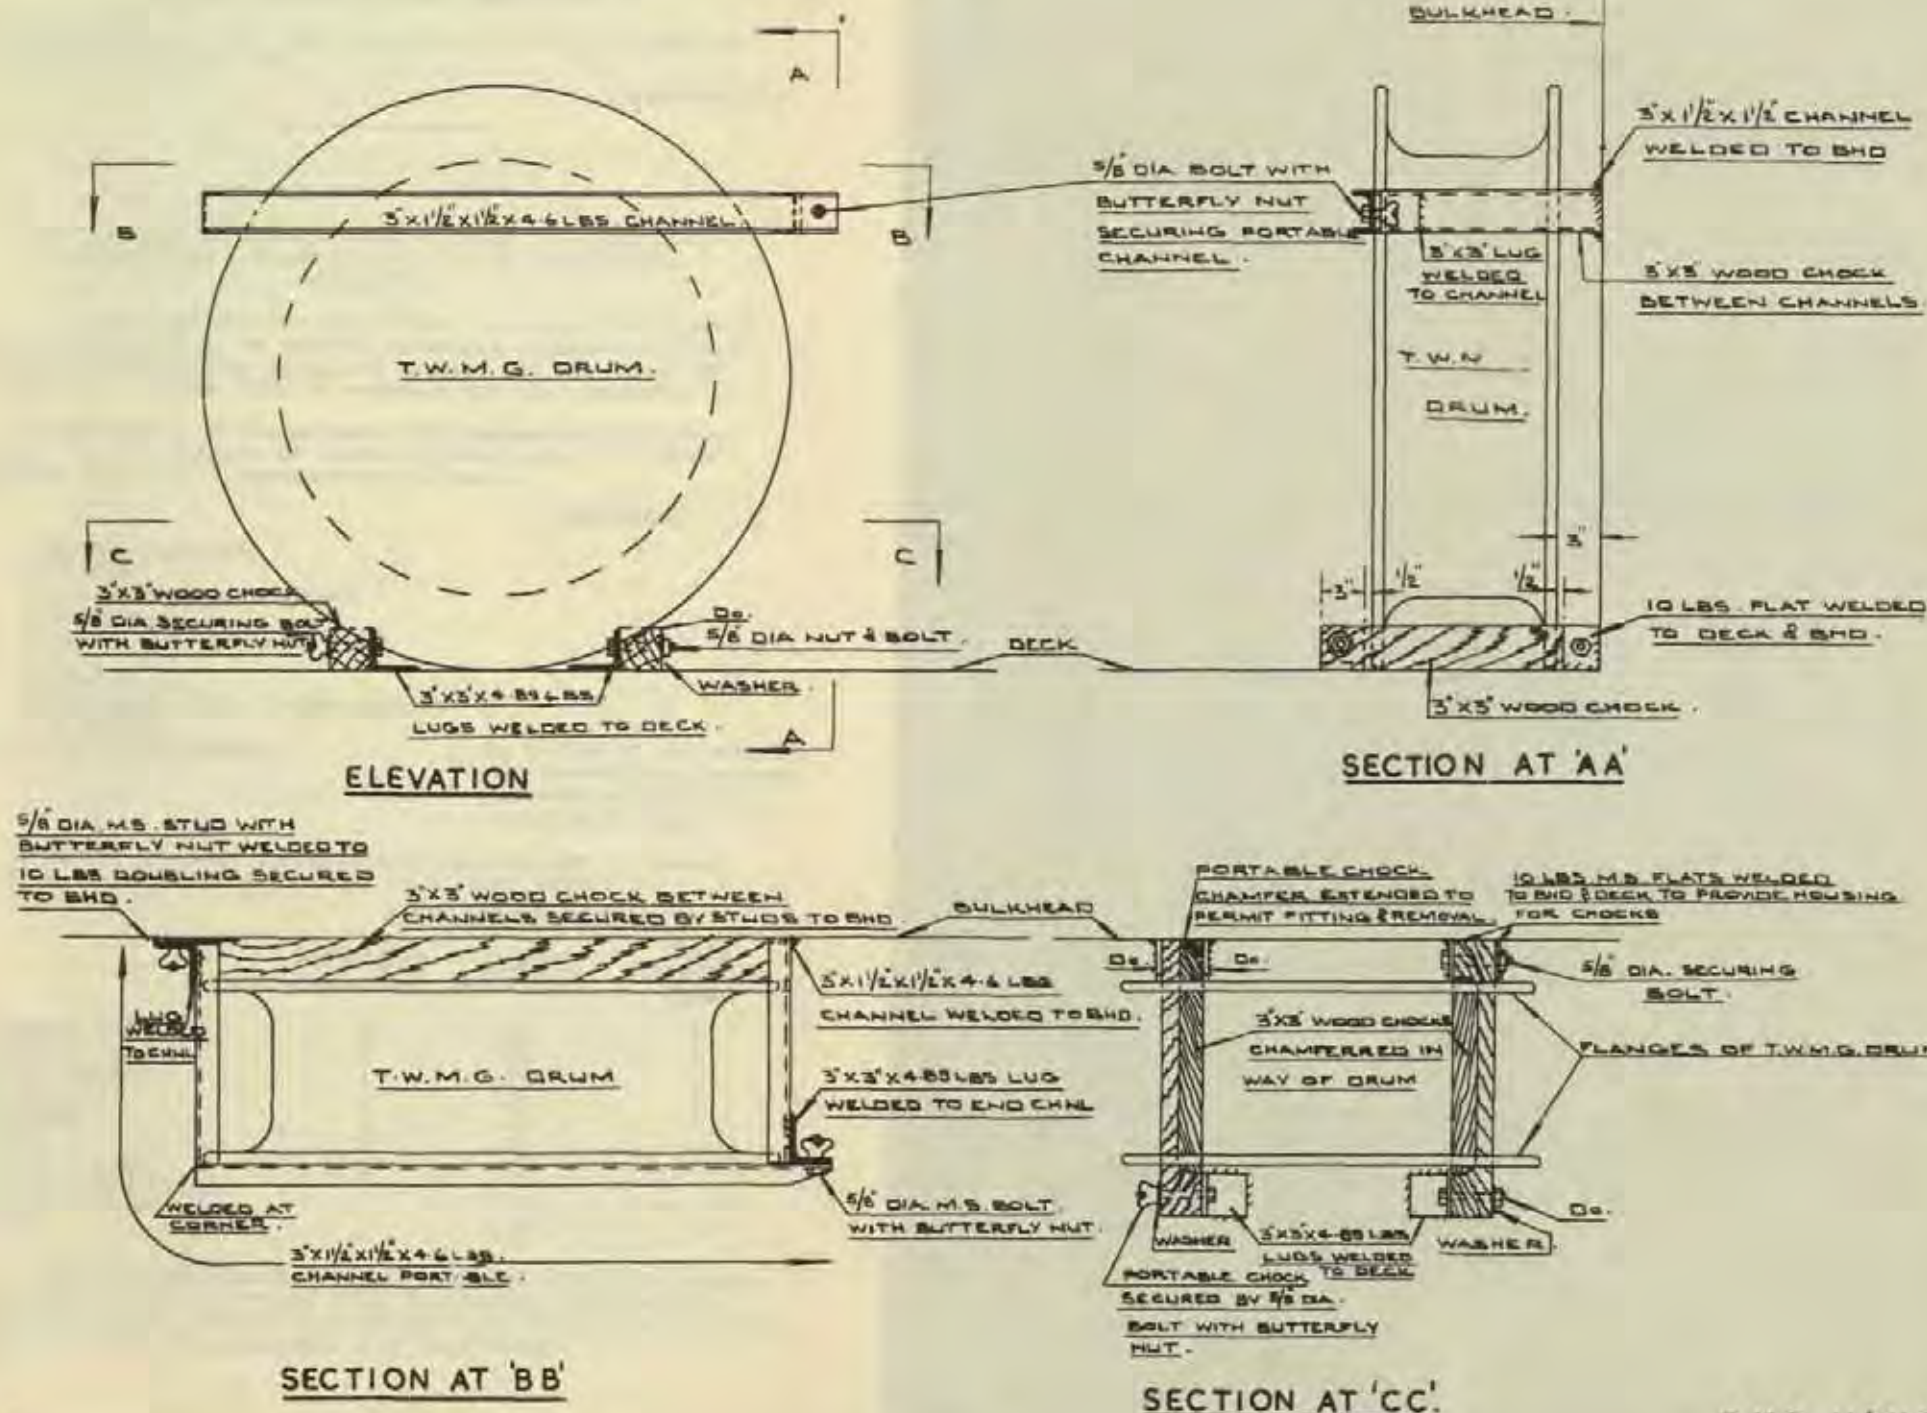 BULKHEAD.
A
3"X1½"X1½" CHANNEL
WELDED TO BHD
5/8" DIA BOLT WITH
BUTTERFLY NUT
SECURING PORTABLE
CHANNEL.
B
3"X1½"X1½"X4·6 LBS CHANNEL.
B
3"X3" LUG
WELDED
TO CHANNEL
3"X3" WOOD CHOCK
BETWEEN CHANNELS.
T.W.M.G. DRUM.
T.W.
DRUM.
C
C
3"
3"X3" WOOD CHOCK
5/8" DIA SECURING BOLT
WITH BUTTERFLY NUT
Do.
5/8" DIA NUT & BOLT.
DECK
3"
½"
½"
10 LBS. FLAT WELDED
TO DECK & BHD.
WASHER.
3"X3"X4·89 LBS
LUGS WELDED TO DECK.
A
3"X3" WOOD CHOCK.
ELEVATION
SECTION AT 'AA'
5/8" DIA. M.S. STUD WITH
BUTTERFLY NUT WELDED TO
10 LBS DOUBLING SECURED
TO BHD.
3"X3" WOOD CHOCK BETWEEN
CHANNELS SECURED BY STUDS TO BHD.
BULKHEAD
PORTABLE CHOCK.
CHAMFER EXTENDED TO
PERMIT FITTING & REMOVAL.
10 LBS. M.S. FLATS WELDED
TO BHD & DECK TO PROVIDE HOUSING
FOR CHOCKS
LUG
WELDED
TO CHNL
3"X1½"X1½"X4·6 LBS
CHANNEL WELDED TO BHD.
Do.
Do.
5/8" DIA. SECURING
BOLT.
T.W.M.G. DRUM
3"X3"X4·89 LBS LUG
WELDED TO END CHNL
3"X3" WOOD CHOCKS
CHAMFERRED IN
WAY OF DRUM
FLANGES OF T.W.M.G. DRUM
WELDED AT
CORNER.
5/8" DIA. M.S. BOLT.
WITH BUTTERFLY NUT.
3"X1½"X1½"X4·6 LBS.
CHANNEL PORTABLE.
WASHER
3"X3"X4·89 LBS
LUGS WELDED
TO DECK
WASHER.
Do.
PORTABLE CHOCK
SECURED BY 5/8" DIA.
BOLT WITH BUTTERFLY
NUT.
SECTION AT 'BB'
SECTION AT 'CC'.